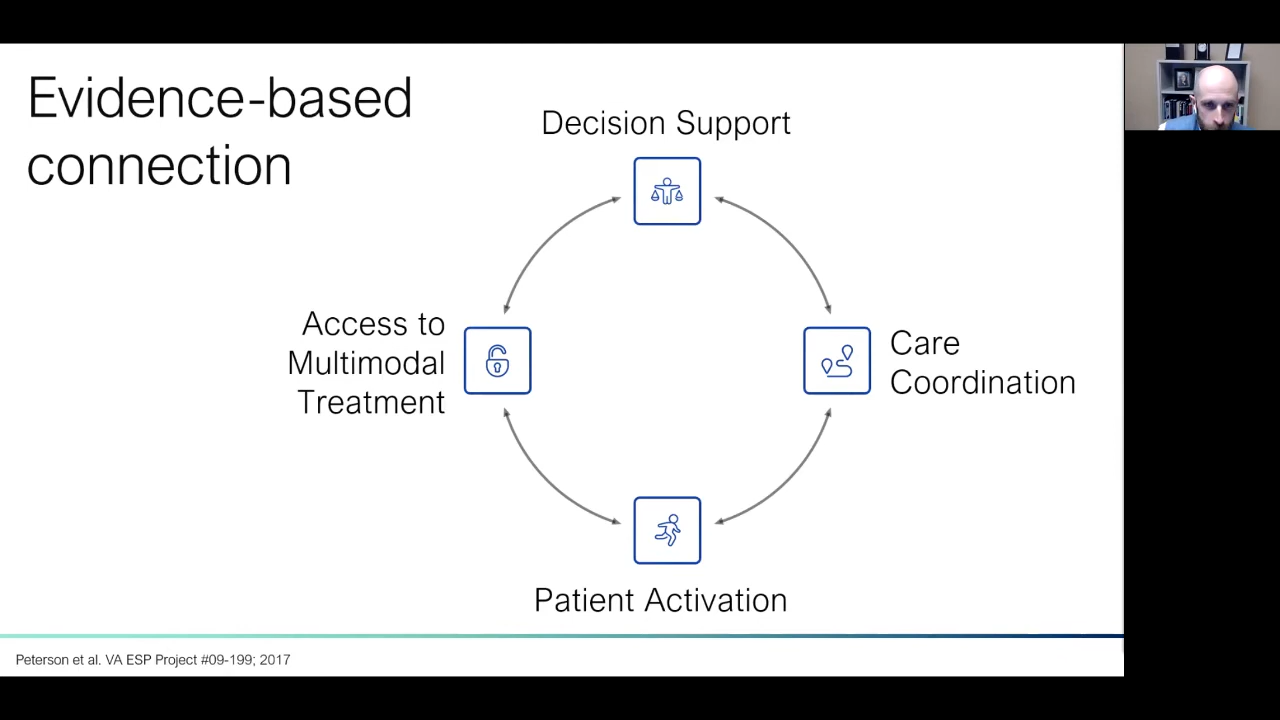 Evidence-based
connection
Decision Support
Access to
Multimodal
Treatment
Care
Coordination
Patient Activation
Peterson et al. VA ESP Project #09-199; 2017